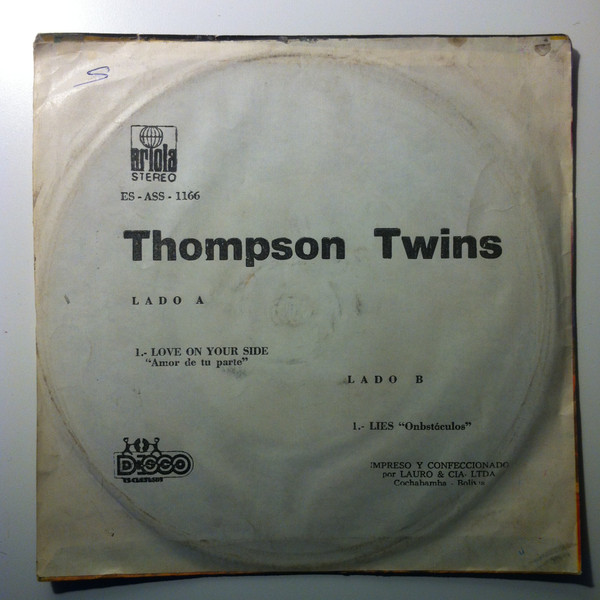 S
ariola
STEREO
ES - ASS - 1166
Thompson Twins
LADO A
1.- LOVE ON YOUR SIDE
"Amor de tu parte"
LADO B
1.- LIES "Onbstóculos"
DISCO
IMPRESO Y CONFECCIONADO
por LAURO & CIA- LTDA
Cochabamba - Bolivia